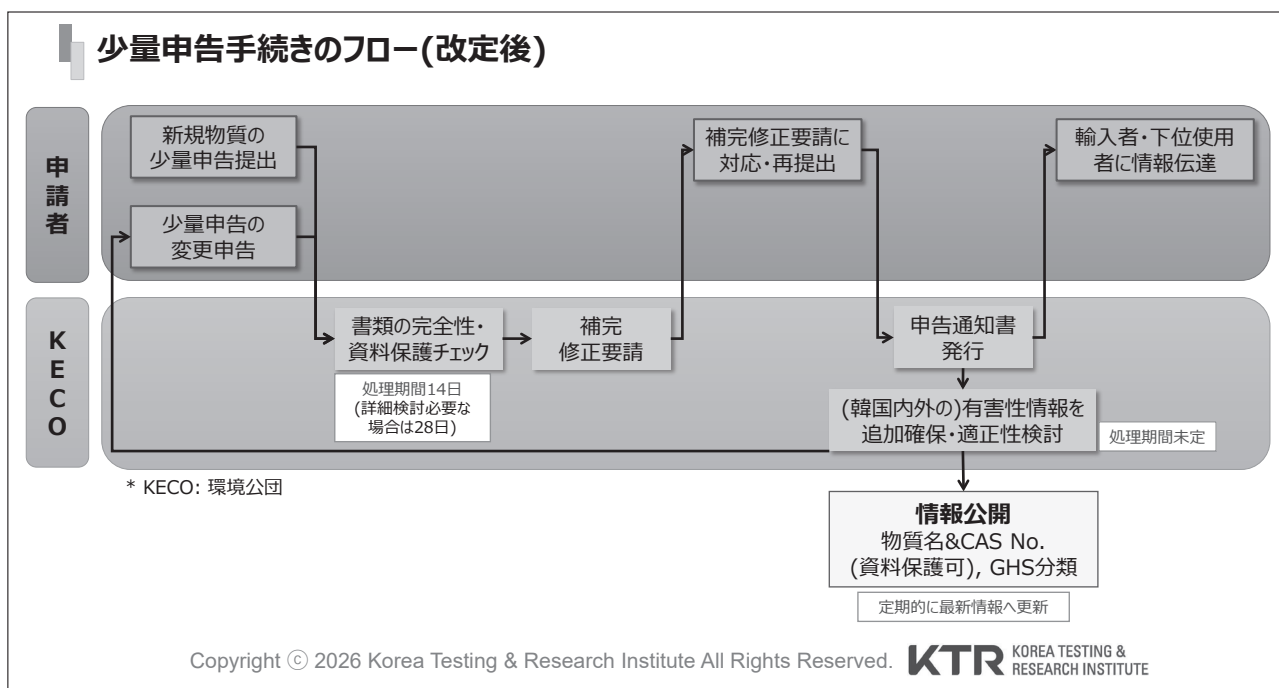 少量申告手続きのフロー(改定後)
申
請
者
新規物質の
少量申告提出
少量申告の
変更申告
補完修正要請に
対応・再提出
輸入者・下位使用
者に情報伝達
K
E
C
O
書類の完全性・
資料保護チェック
処理期間14日
(詳細検討必要な
場合は28日)
補完
修正要請
申告通知書
発行
(韓国内外の)有害性情報を
追加確保・適正性検討
処理期間未定
* KECO: 環境公団
情報公開
物質名&CAS No.
(資料保護可), GHS分類
定期的に最新情報へ更新
Copyright ⓒ 2026 Korea Testing & Research Institute All Rights Reserved.
KTR
KOREA TESTING &
RESEARCH INSTITUTE